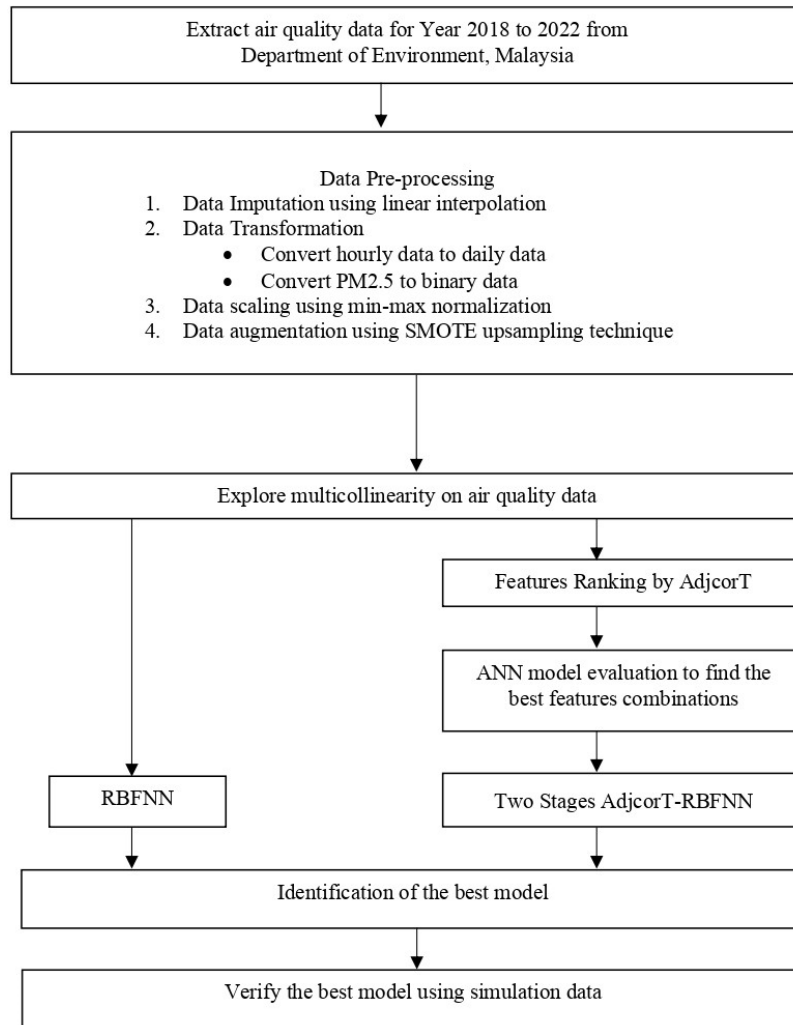 Extract air quality data for Year 2018 to 2022 from
Department of Environment, Malaysia
Data Pre-processing
1. Data Imputation using linear interpolation
2. Data Transformation
• Convert hourly data to daily data
• Convert PM2.5 to binary data
3. Data scaling using min-max normalization
4. Data augmentation using SMOTE upsampling technique
Explore multicollinearity on air quality data
Features Ranking by AdjcorT
ANN model evaluation to find the
best features combinations
RBFNN
Two Stages AdjcorT-RBFNN
Identification of the best model
Verify the best model using simulation data